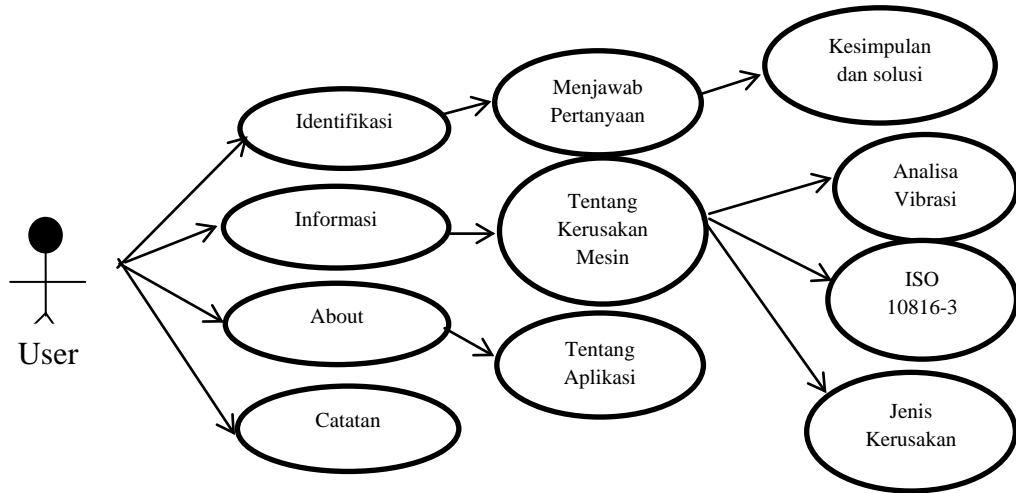 Kesimpulan
dan solusi
Menjawab
Pertanyaan
Identifikasi
Analisa
Vibrasi
Tentang
Kerusakan
Mesin
Informasi
ISO
10816-3
About
Tentang
Aplikasi
User
Catatan
Jenis
Kerusakan